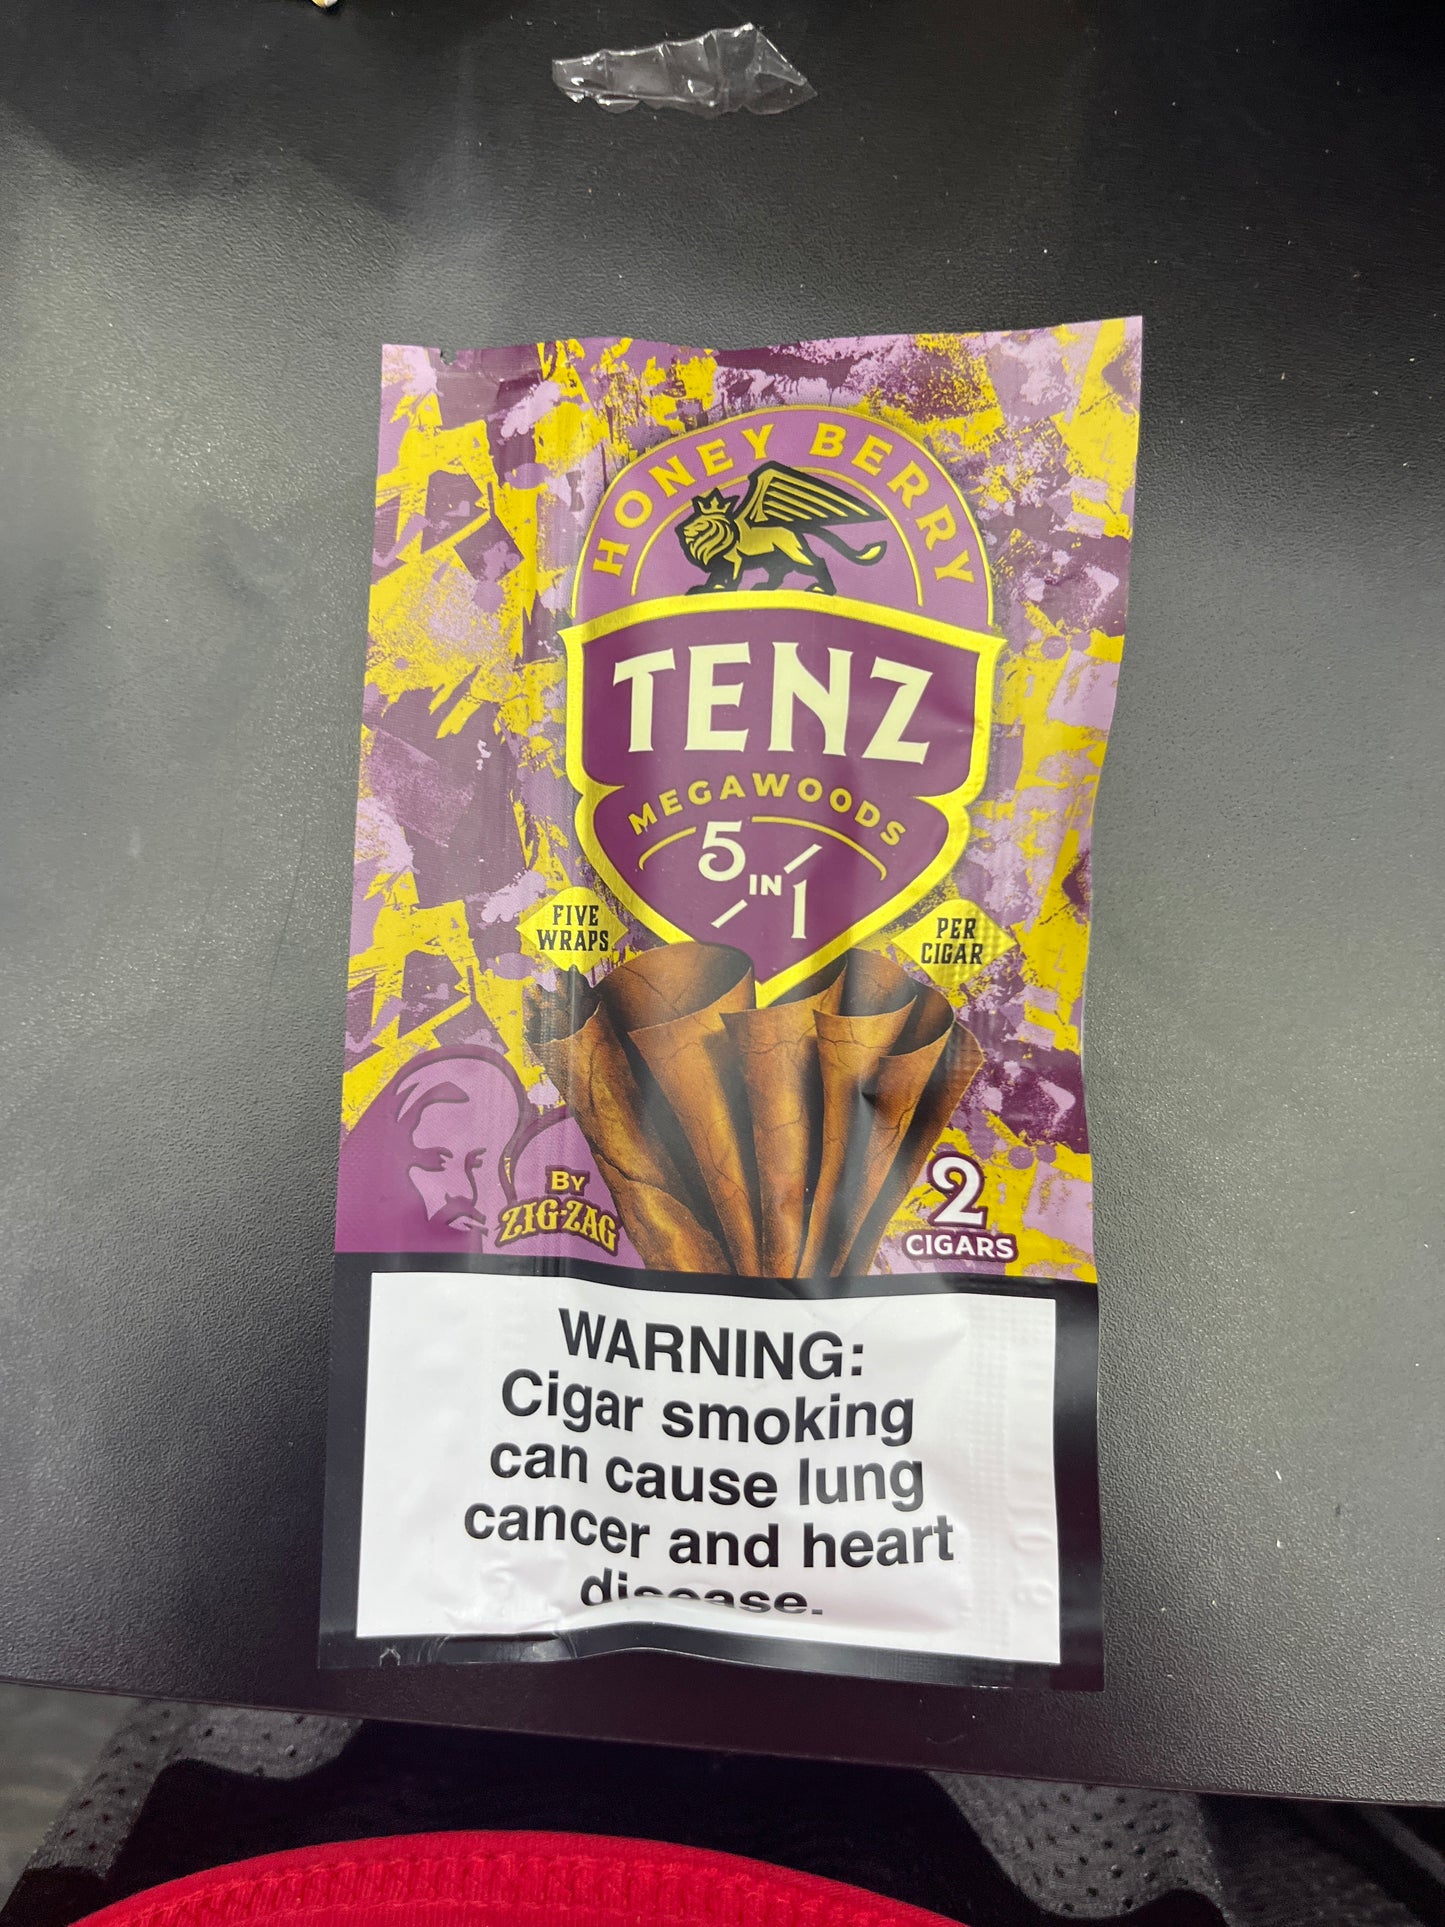 HONEY BERRY
TENZ
MEGAWOODS
5 IN 1
FIVE
WRAPS
PER
CIGAR
BY
ZIG-ZAG
2
CIGARS
WARNING:
Cigar smoking
can cause lung
cancer and heart
disease.